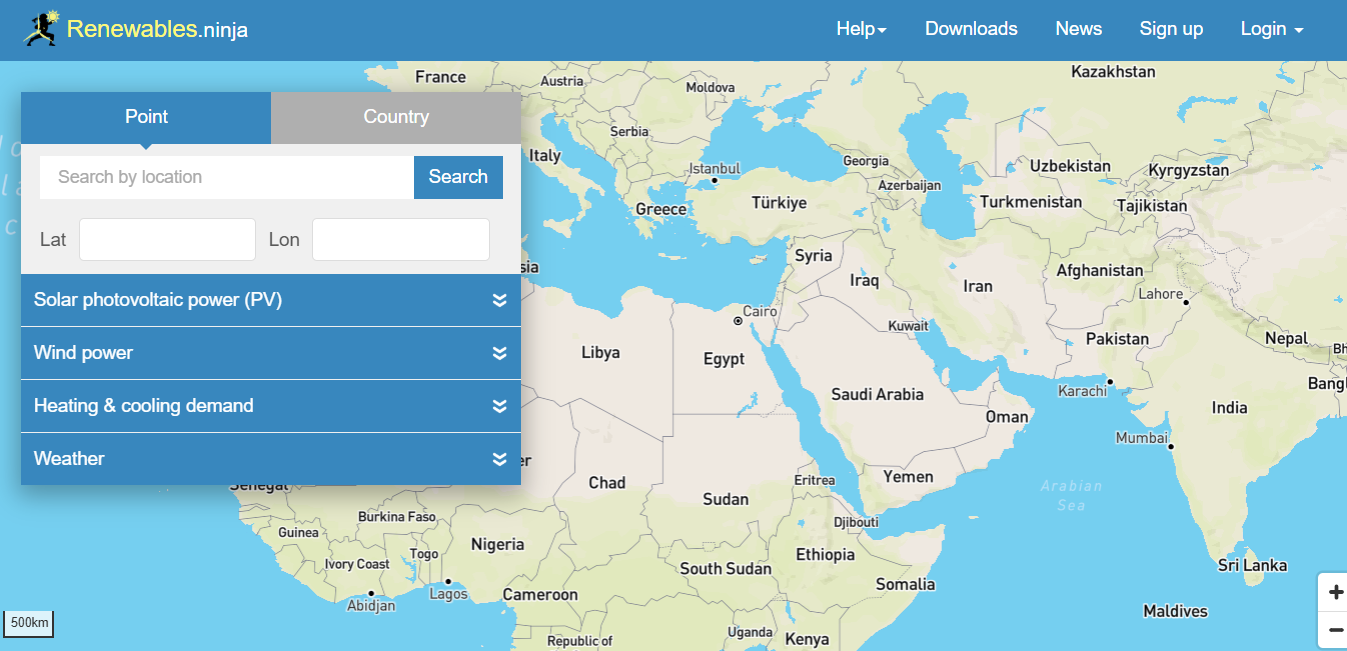 Renewables.ninja
Help
Downloads
News
Sign up
Login
Point
Country
Search by location
Search
Lat
Lon
Solar photovoltaic power (PV)
Wind power
Heating & cooling demand
Weather
France
Austria
Moldova
Kazakhstan
Serbia
Italy
Istanbul
Georgia
Uzbekistan
Kyrgyzstan
Azerbaijan
Greece
Türkiye
Turkmenistan
Tajikistan
Syria
sia
Iraq
Iran
Afghanistan
Lahore
Cairo
Kuwait
Libya
Egypt
Pakistan
Nepal
Bh
Bangl
Saudi Arabia
Karachi
India
Oman
Mumbai
er
Senegal
Chad
Sudan
Eritrea
Yemen
Arabian
Sea
Burkina Faso
Djibouti
Guinea
Nigeria
Togo
Ivory Coast
Ethiopia
South Sudan
Sri Lanka
Somalia
Lagos
Cameroon
Abidjan
Maldives
500km
Uganda
Kenya
Republic of